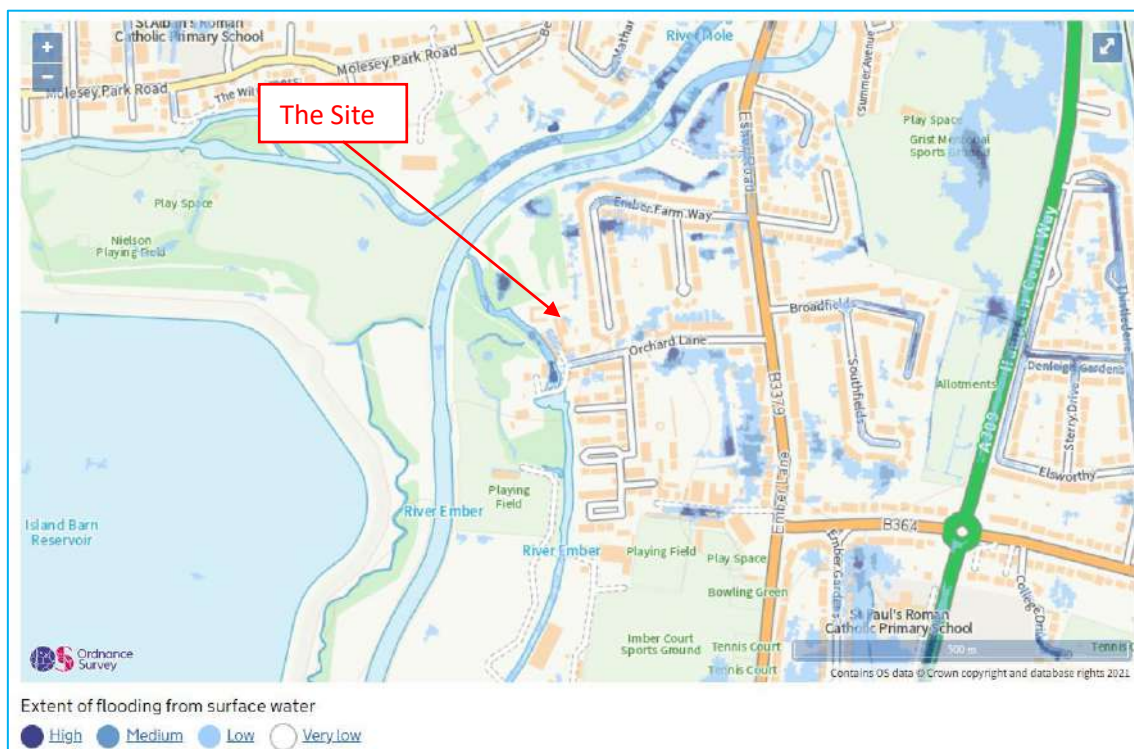 St Alban's Roman
Catholic Primary School
River Mole
Molesey Park Road
Molesey Park Road
The Site
Summer Avenue
Play Space
Grist Memorial
Sports Ground
Esher Road
Play Space
Ember Farm Way
Nielson
Playing Field
Hampton Court Way
A309
Thistledene
Broadfields
Orchard Lane
Denleigh Gardens
Southfields
Allotments
B3379
Sterry Drive
Elsworthy
Playing
Field
Ember Lane
River Ember
Island Barn
Reservoir
B364
River Ember
Playing Field
Play Space
Ember Gardens
College Drive
Bowling Green
St Paul's Roman
Catholic Primary School
Imber Court
Sports Ground
Tennis Court
Tennis Court
500 m
Tennis C
OS Ordnance
Survey
Contains OS data © Crown copyright and database rights 2021
Extent of flooding from surface water
High Medium Low Very low